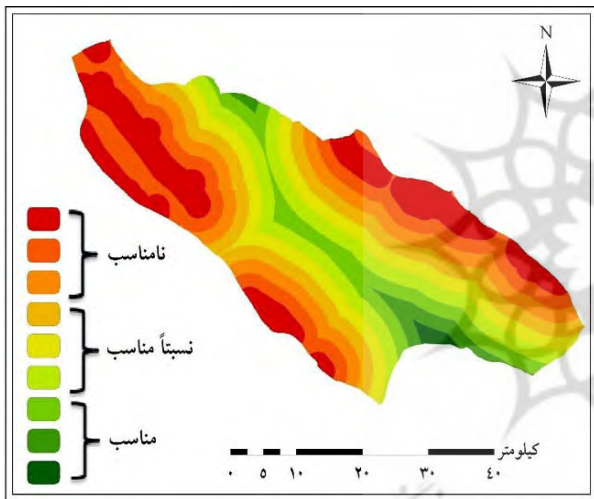 N
نامناسب
نسبتاً مناسب
مناسب
کیلومتر
۰ ۵ ۱۰ ۲۰ ۳۰ ۴۰